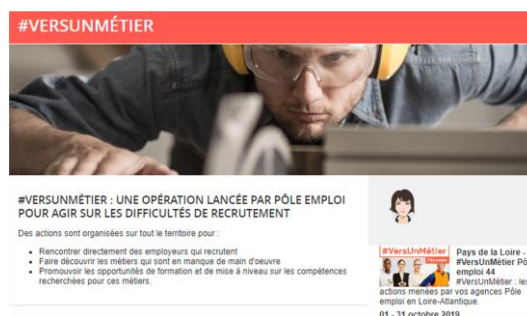 #VERSUNMÉTIER
#VERSUNMÉTIER : UNE OPÉRATION LANCÉE PAR PÔLE EMPLOI
POUR AGIR SUR LES DIFFICULTÉS DE RECRUTEMENT
Des actions sont organisées sur tout le territoire pour :
Rencontrer directement des employeurs qui recrutent
Faire découvrir les métiers qui sont en manque de main d'oeuvre
Promouvoir les opportunités de formation et de mise à niveau sur les compétences
recherchées pour ces métiers.
#VersUnMétier
Pays de la Loire -
#VersUnMétier Pô
emploi 44
#VersUnMétier : les
actions menées par vos agences Pôle
emploi en Loire-Atlantique.
01 - 31 octobre 2019